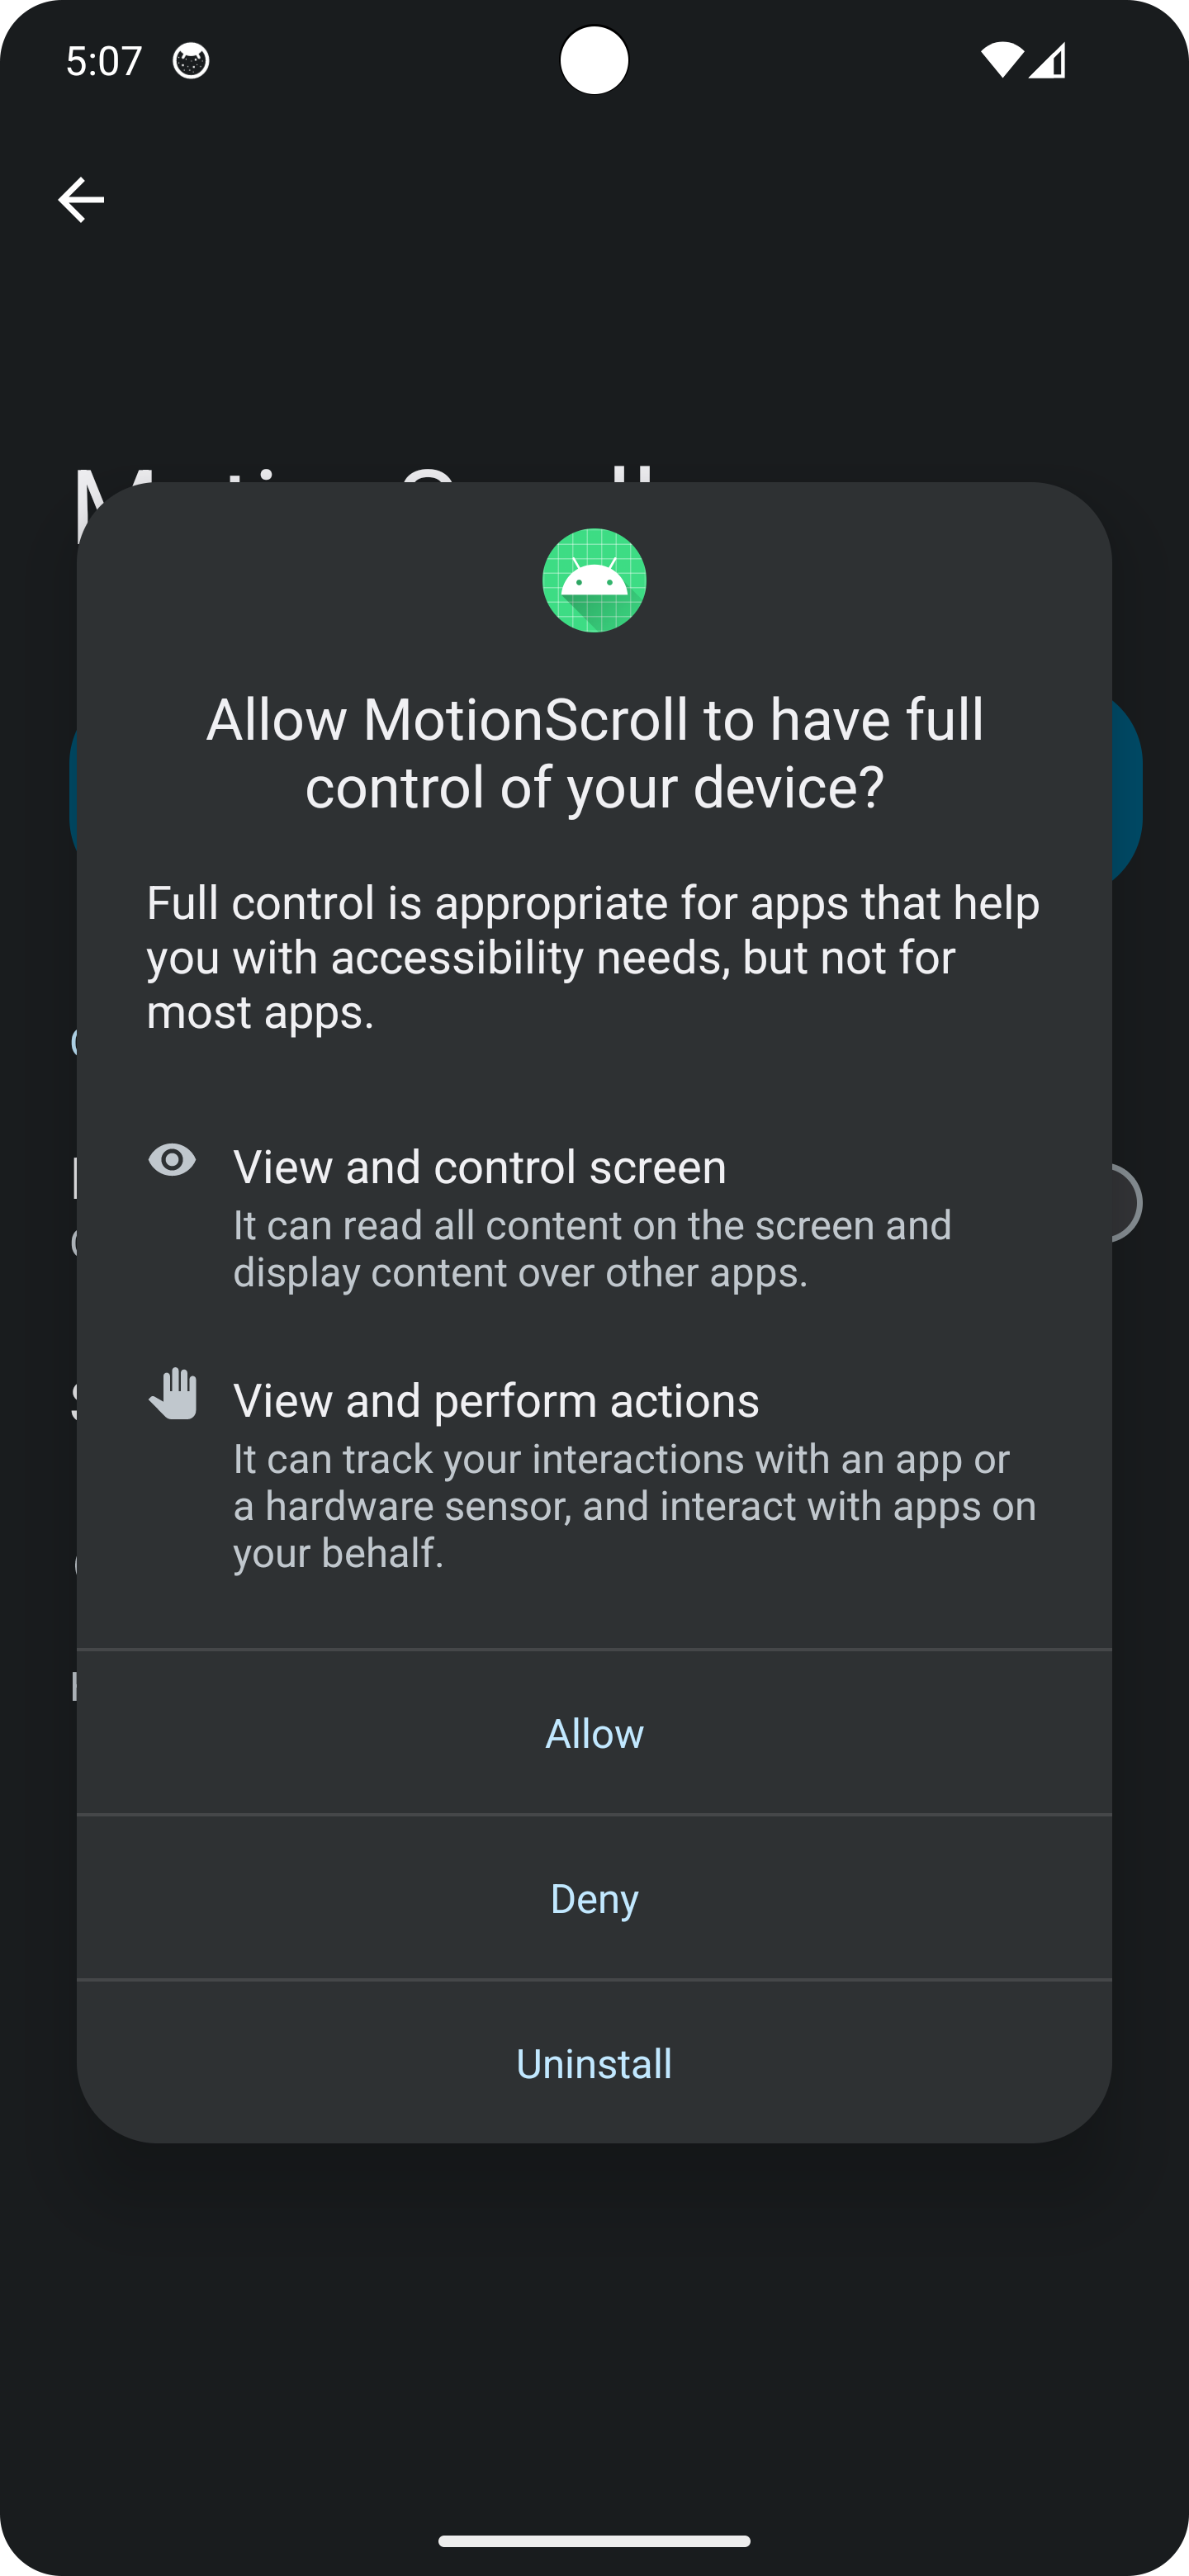 5:07
Allow MotionScroll to have full
control of your device?
Full control is appropriate for apps that help
you with accessibility needs, but not for
most apps.
View and control screen
It can read all content on the screen and
display content over other apps.
View and perform actions
It can track your interactions with an app or
a hardware sensor, and interact with apps on
your behalf.
Allow
Deny
Uninstall